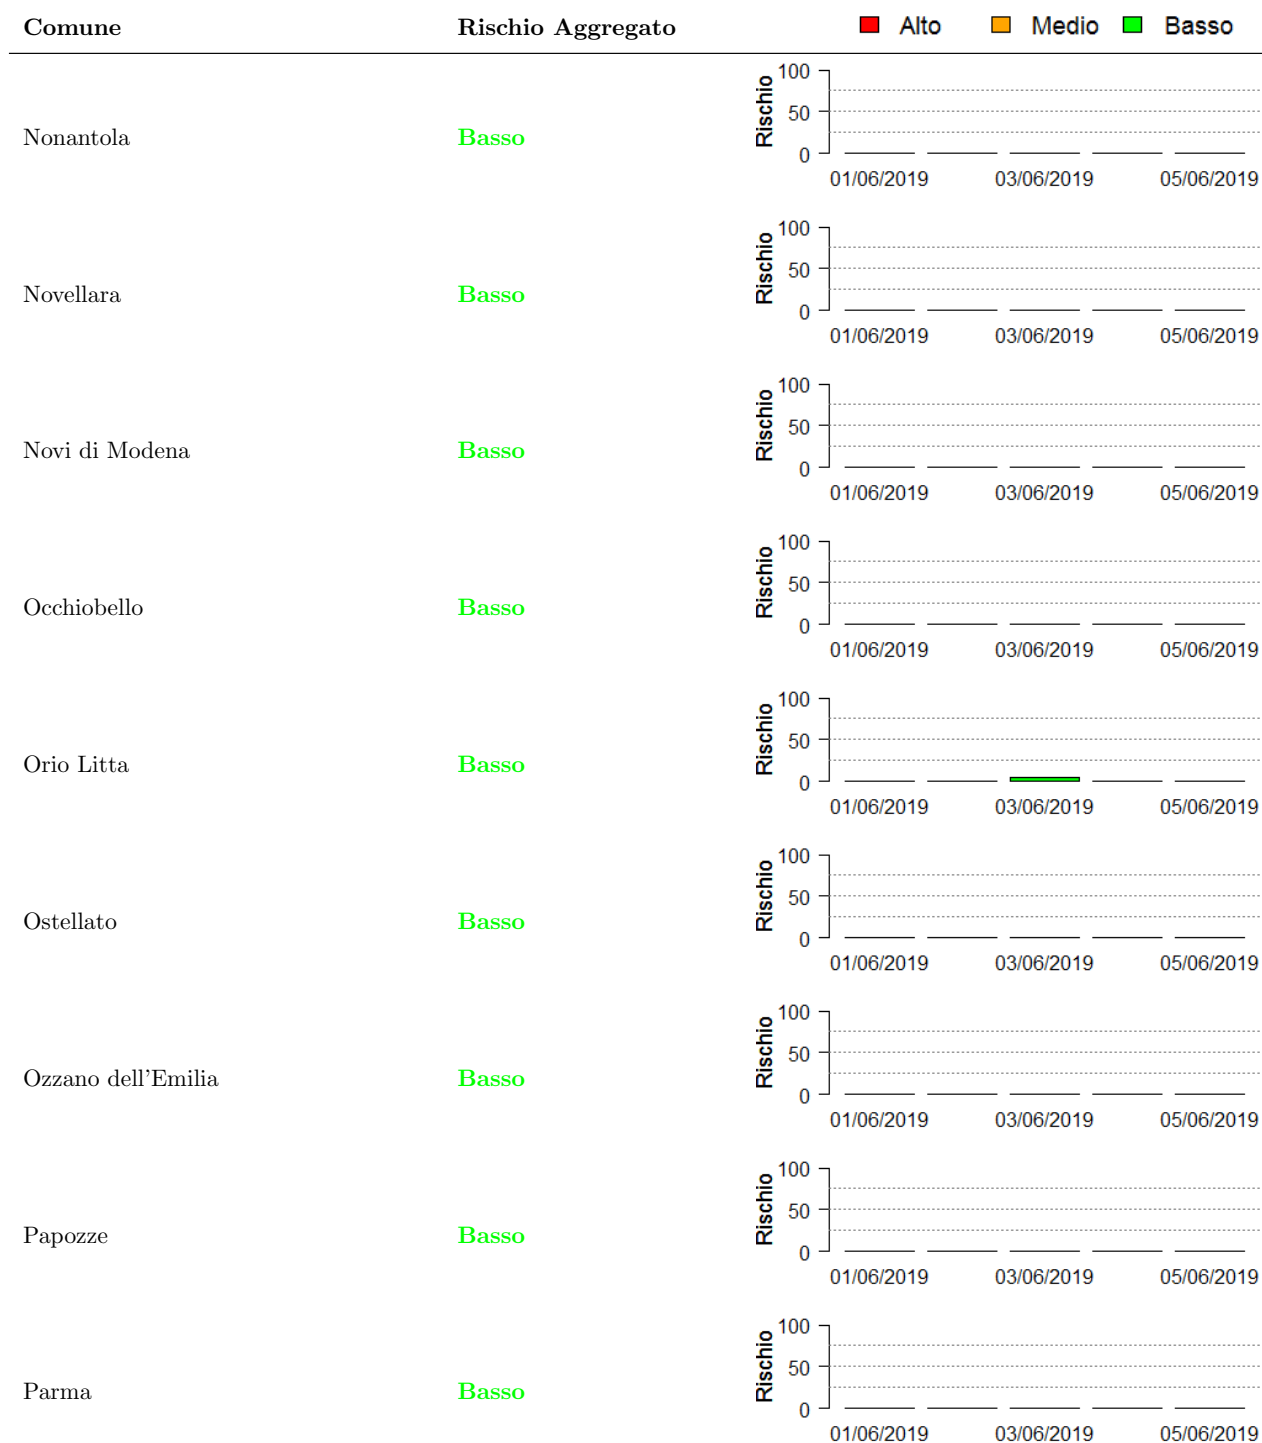 Comune Rischio Aggregato Alto Medio Basso
100
50
0
Rischio
Nonantola Basso
01/06/2019 03/06/2019 05/06/2019
100
50
0
Rischio
Novellara Basso
01/06/2019 03/06/2019 05/06/2019
100
50
0
Rischio
Novi di Modena Basso
01/06/2019 03/06/2019 05/06/2019
100
50
0
Rischio
Occhiobello Basso
01/06/2019 03/06/2019 05/06/2019
100
50
0
Rischio
Orio Litta Basso
01/06/2019 03/06/2019 05/06/2019
100
50
0
Rischio
Ostellato Basso
01/06/2019 03/06/2019 05/06/2019
100
50
0
Rischio
Ozzano dell'Emilia Basso
01/06/2019 03/06/2019 05/06/2019
100
50
0
Rischio
Papozze Basso
01/06/2019 03/06/2019 05/06/2019
100
50
0
Rischio
Parma Basso
01/06/2019 03/06/2019 05/06/2019